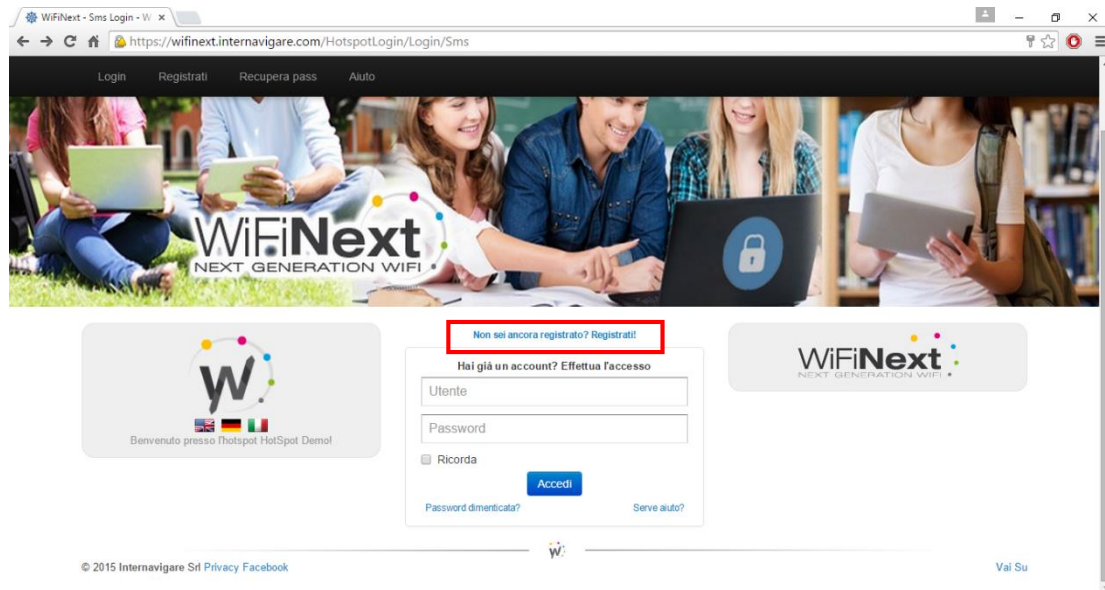 WiFiNext - Sms Login - W
https://wifinext.internavigare.com/HotspotLogin/Login/Sms
Login Registrati Recupera pass Aiuto
WiFiNext
NEXT GENERATION WIFI
Non sei ancora registrato? Registrati!
Hai già un account? Effettua l'accesso
Utente
Password
Ricorda
Accedi
Password dimenticata? Serve aiuto?
w
Benvenuto presso l'hotspot HotSpot Demo!
WiFiNext
NEXT GENERATION WIFI
w
© 2015 Internavigare Srl Privacy Facebook
Vai Su